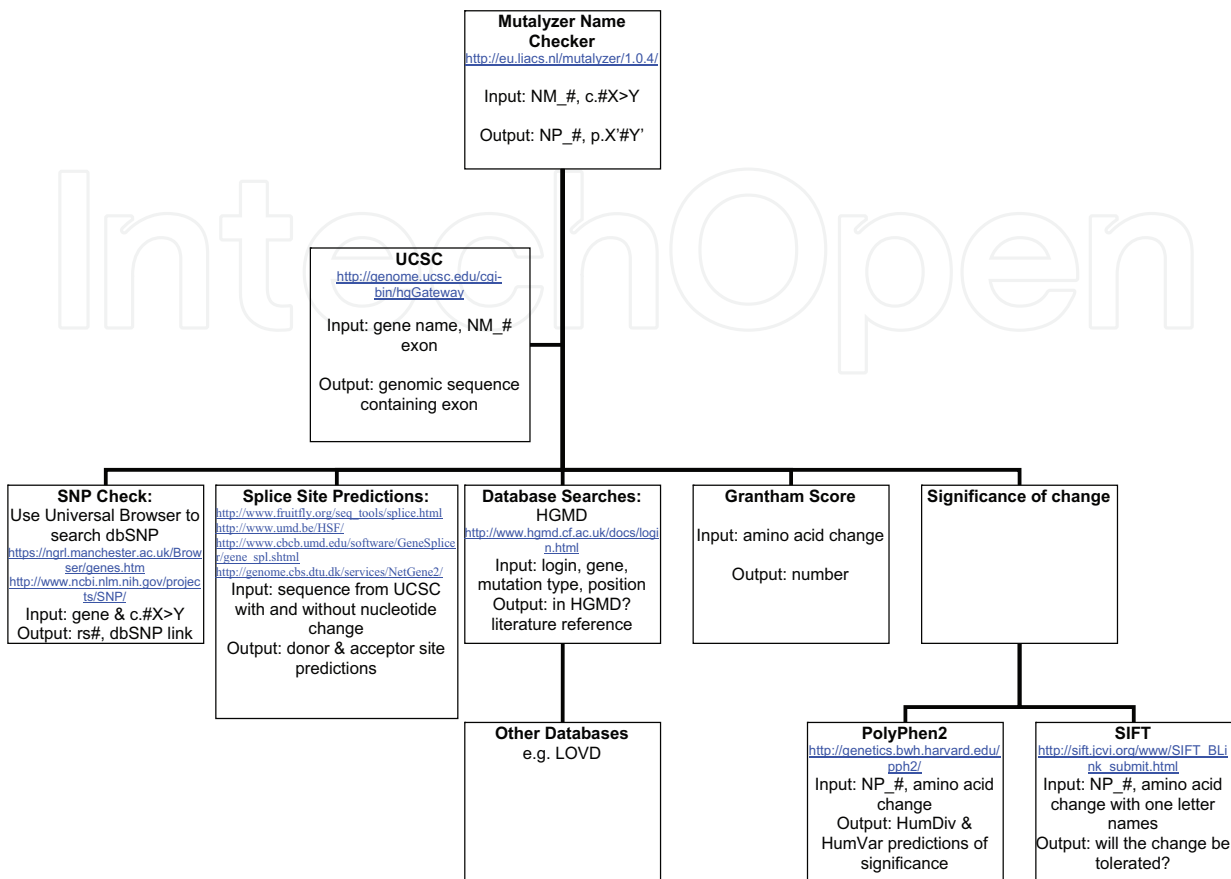 Mutalyzer Name
Checker
http://eu.liacs.nl/mutalyzer/1.0.4/
Input: NM_#, c.#X>Y
Output: NP_#, p.X’#Y’
IntechOpen
UCSC
http://genome.ucsc.edu/cgi-
bin/hgGateway
Input: gene name, NM_#
exon
Output: genomic sequence
containing exon
SNP Check:
Use Universal Browser to
search dbSNP
https://ngrl.manchester.ac.uk/Brow
ser/genes.htm
http://www.ncbi.nlm.nih.gov/projec
ts/SNP/
Input: gene & c.#X>Y
Output: rs#, dbSNP link
Splice Site Predictions:
http://www.fruitfly.org/seq_tools/splice.html
http://www.umd.be/HSF/
http://www.cbcb.umd.edu/software/GeneSplice
r/gene_spl.shtml
http://genome.cbs.dtu.dk/services/NetGene2/
Input: sequence from UCSC
with and without nucleotide
change
Output: donor & acceptor site
predictions
Database Searches:
HGMD
http://www.hgmd.cf.ac.uk/docs/logi
n.html
Input: login, gene,
mutation type, position
Output: in HGMD?
literature reference
Grantham Score
Input: amino acid change
Output: number
Significance of change
Other Databases
e.g. LOVD
PolyPhen2
http://genetics.bwh.harvard.edu/
pph2/
Input: NP_#, amino acid
change
Output: HumDiv &
HumVar predictions of
significance
SIFT
http://sift.jcvi.org/www/SIFT_BLi
nk_submit.html
Input: NP_#, amino acid
change with one letter
names
Output: will the change be
tolerated?